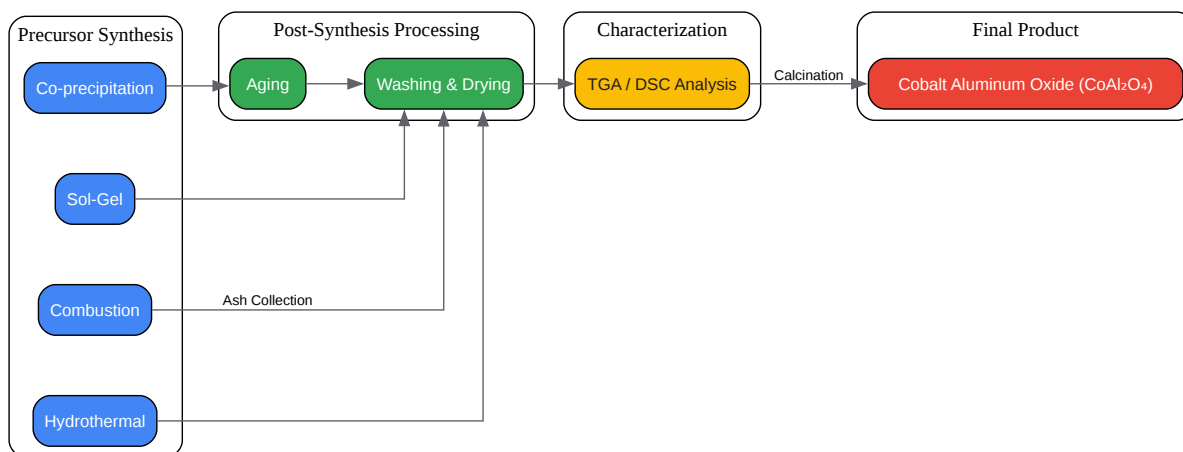 Precursor Synthesis
Post-Synthesis Processing
Characterization
Final Product
Co-precipitation
Aging
Washing & Drying
TGA / DSC Analysis
Calcination
Cobalt Aluminum Oxide (CoAl₂O₄)
Sol-Gel
Combustion
Ash Collection
Hydrothermal